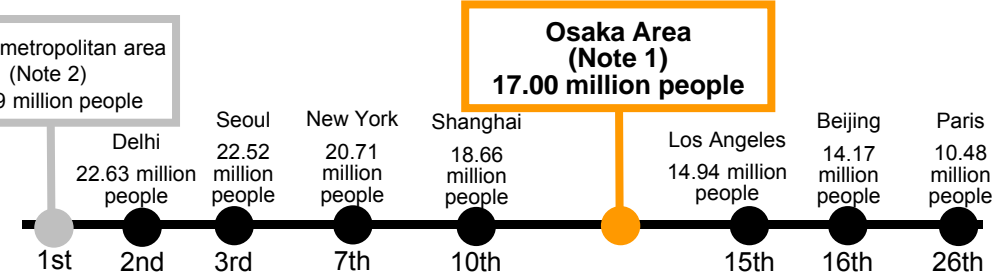 metropolitan area
(Note 2)
million people
Osaka Area
(Note 1)
17.00 million people
Delhi
22.63 million
people
Seoul
22.52
million
people
New York
20.71
million
people
Shanghai
18.66
million
people
Los Angeles
14.94 million
people
Beijing
14.17
million
people
Paris
10.48
million
people
1st
2nd
3rd
7th
10th
15th
16th
26th